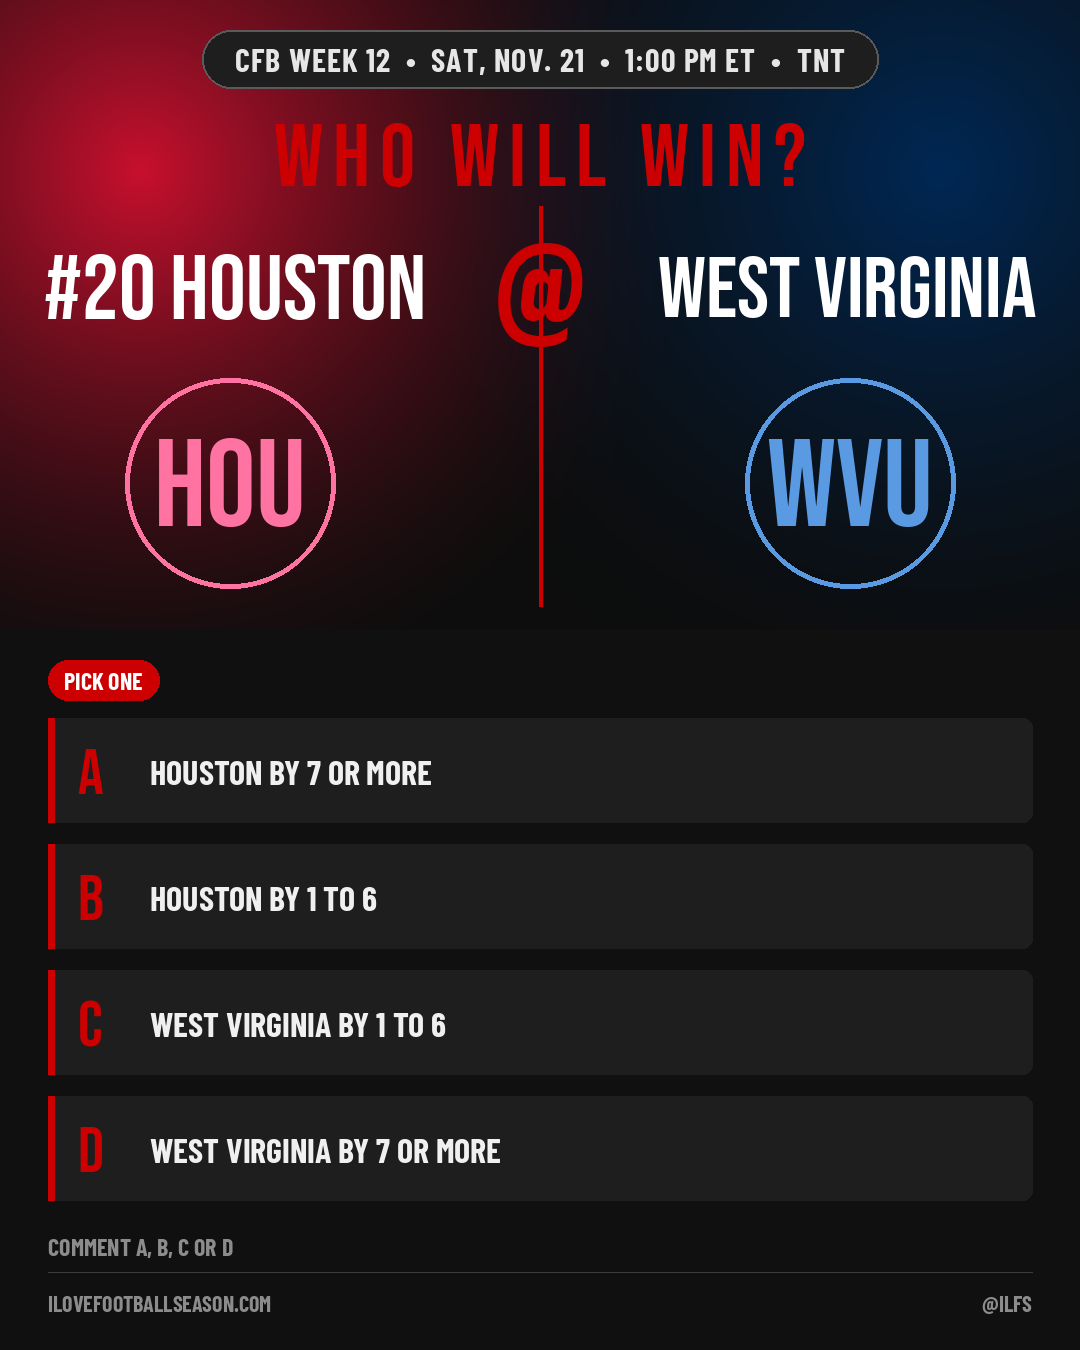 CFB WEEK 12 • SAT, NOV. 21 • 1:00 PM ET • TNT
WHO WILL WIN?
#20 HOUSTON @ WEST VIRGINIA
HOU WVU
PICK ONE
A HOUSTON BY 7 OR MORE
B HOUSTON BY 1 TO 6
C WEST VIRGINIA BY 1 TO 6
D WEST VIRGINIA BY 7 OR MORE
COMMENT A, B, C OR D
ILOVEFOOTBALLSEASON.COM @ILFS